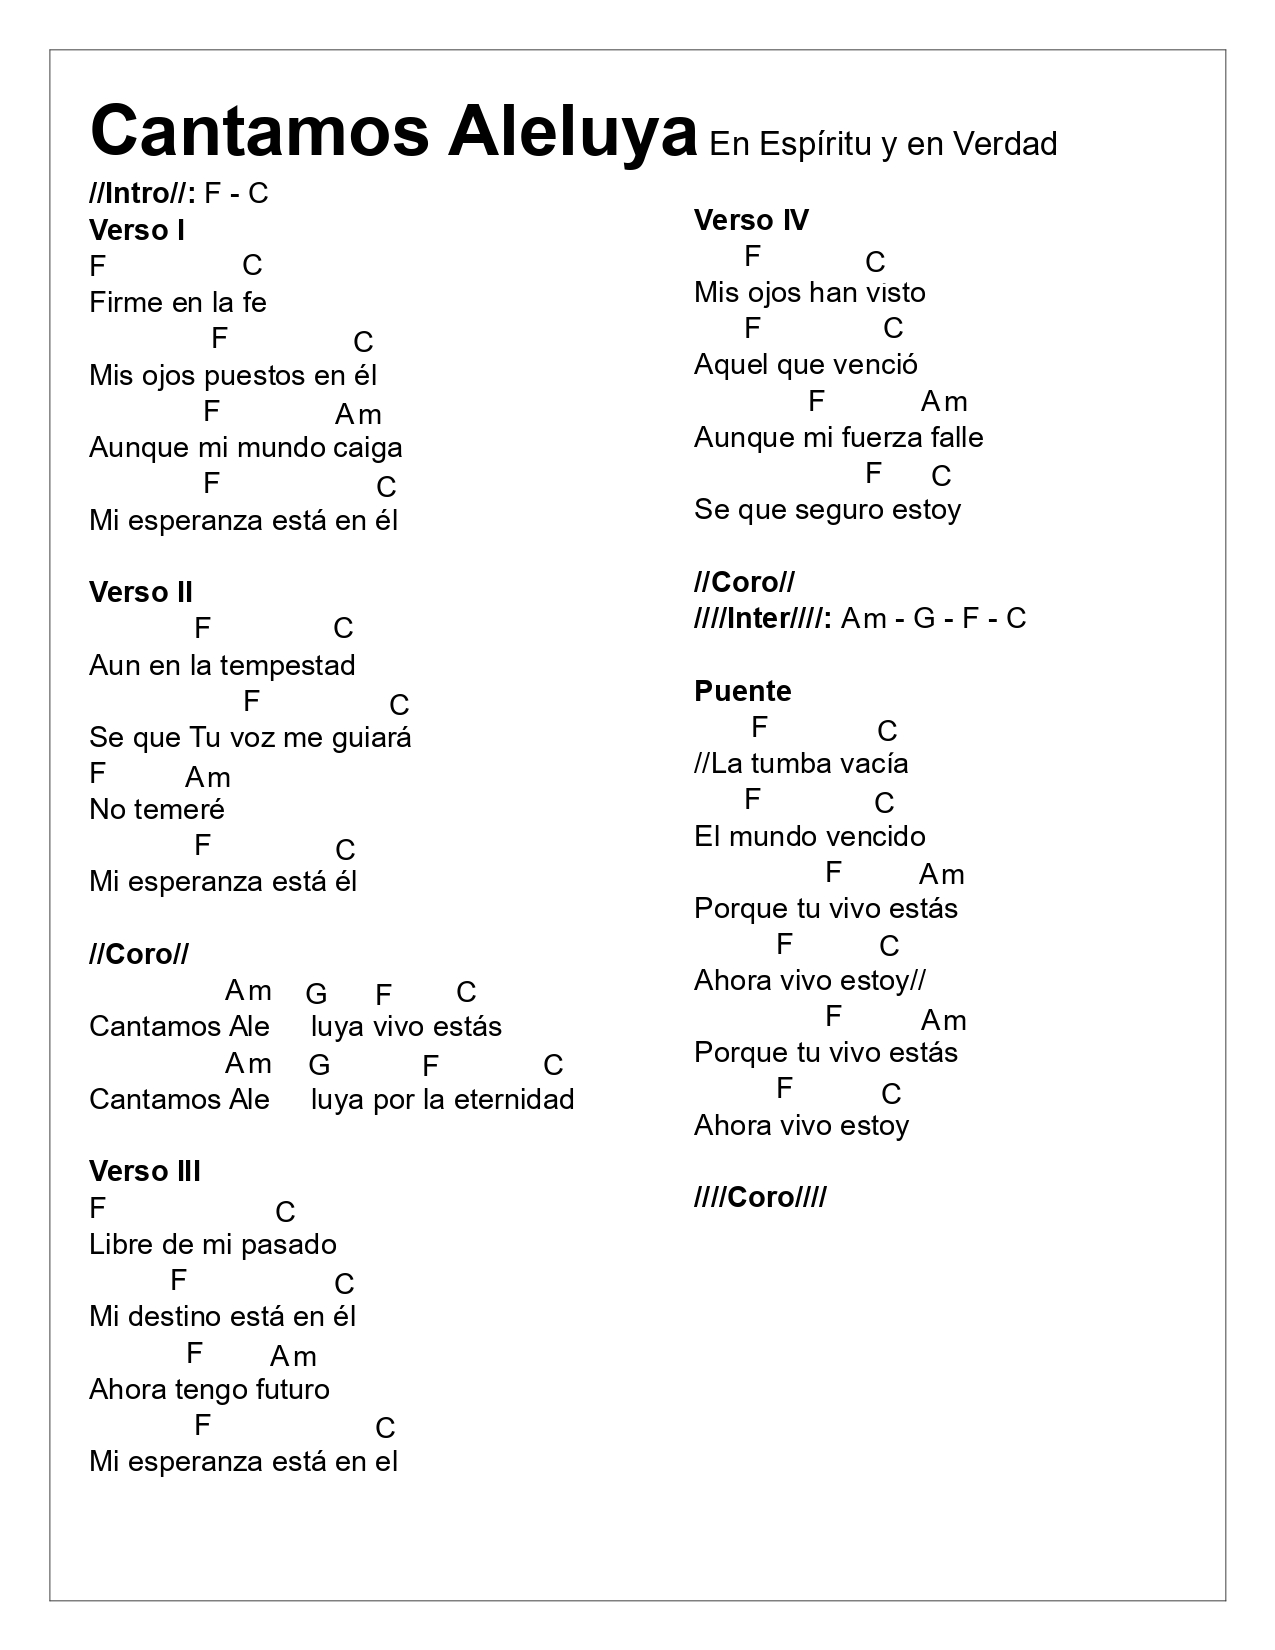 Cantamos Aleluya En Espíritu y en Verdad
//Intro//: F - C
Verso I
F C
Firme en la fe
F C
Mis ojos puestos en él
F Am
Aunque mi mundo caiga
F C
Mi esperanza está en él
Verso II
F C
Aun en la tempestad
F C
Se que Tu voz me guiará
F Am
No temeré
F C
Mi esperanza está él
//Coro//
Am G F C
Cantamos Ale luya vivo estás
Am G F C
Cantamos Ale luya por la eternidad
Verso III
F C
Libre de mi pasado
F C
Mi destino está en él
F Am
Ahora tengo futuro
F C
Mi esperanza está en el
Verso IV
F C
Mis ojos han visto
F C
Aquel que venció
F Am
Aunque mi fuerza falle
F C
Se que seguro estoy
//Coro//
////Inter////: Am - G - F - C
Puente
F C
//La tumba vacía
F C
El mundo vencido
F Am
Porque tu vivo estás
F C
Ahora vivo estoy//
F Am
Porque tu vivo estás
F C
Ahora vivo estoy
////Coro////